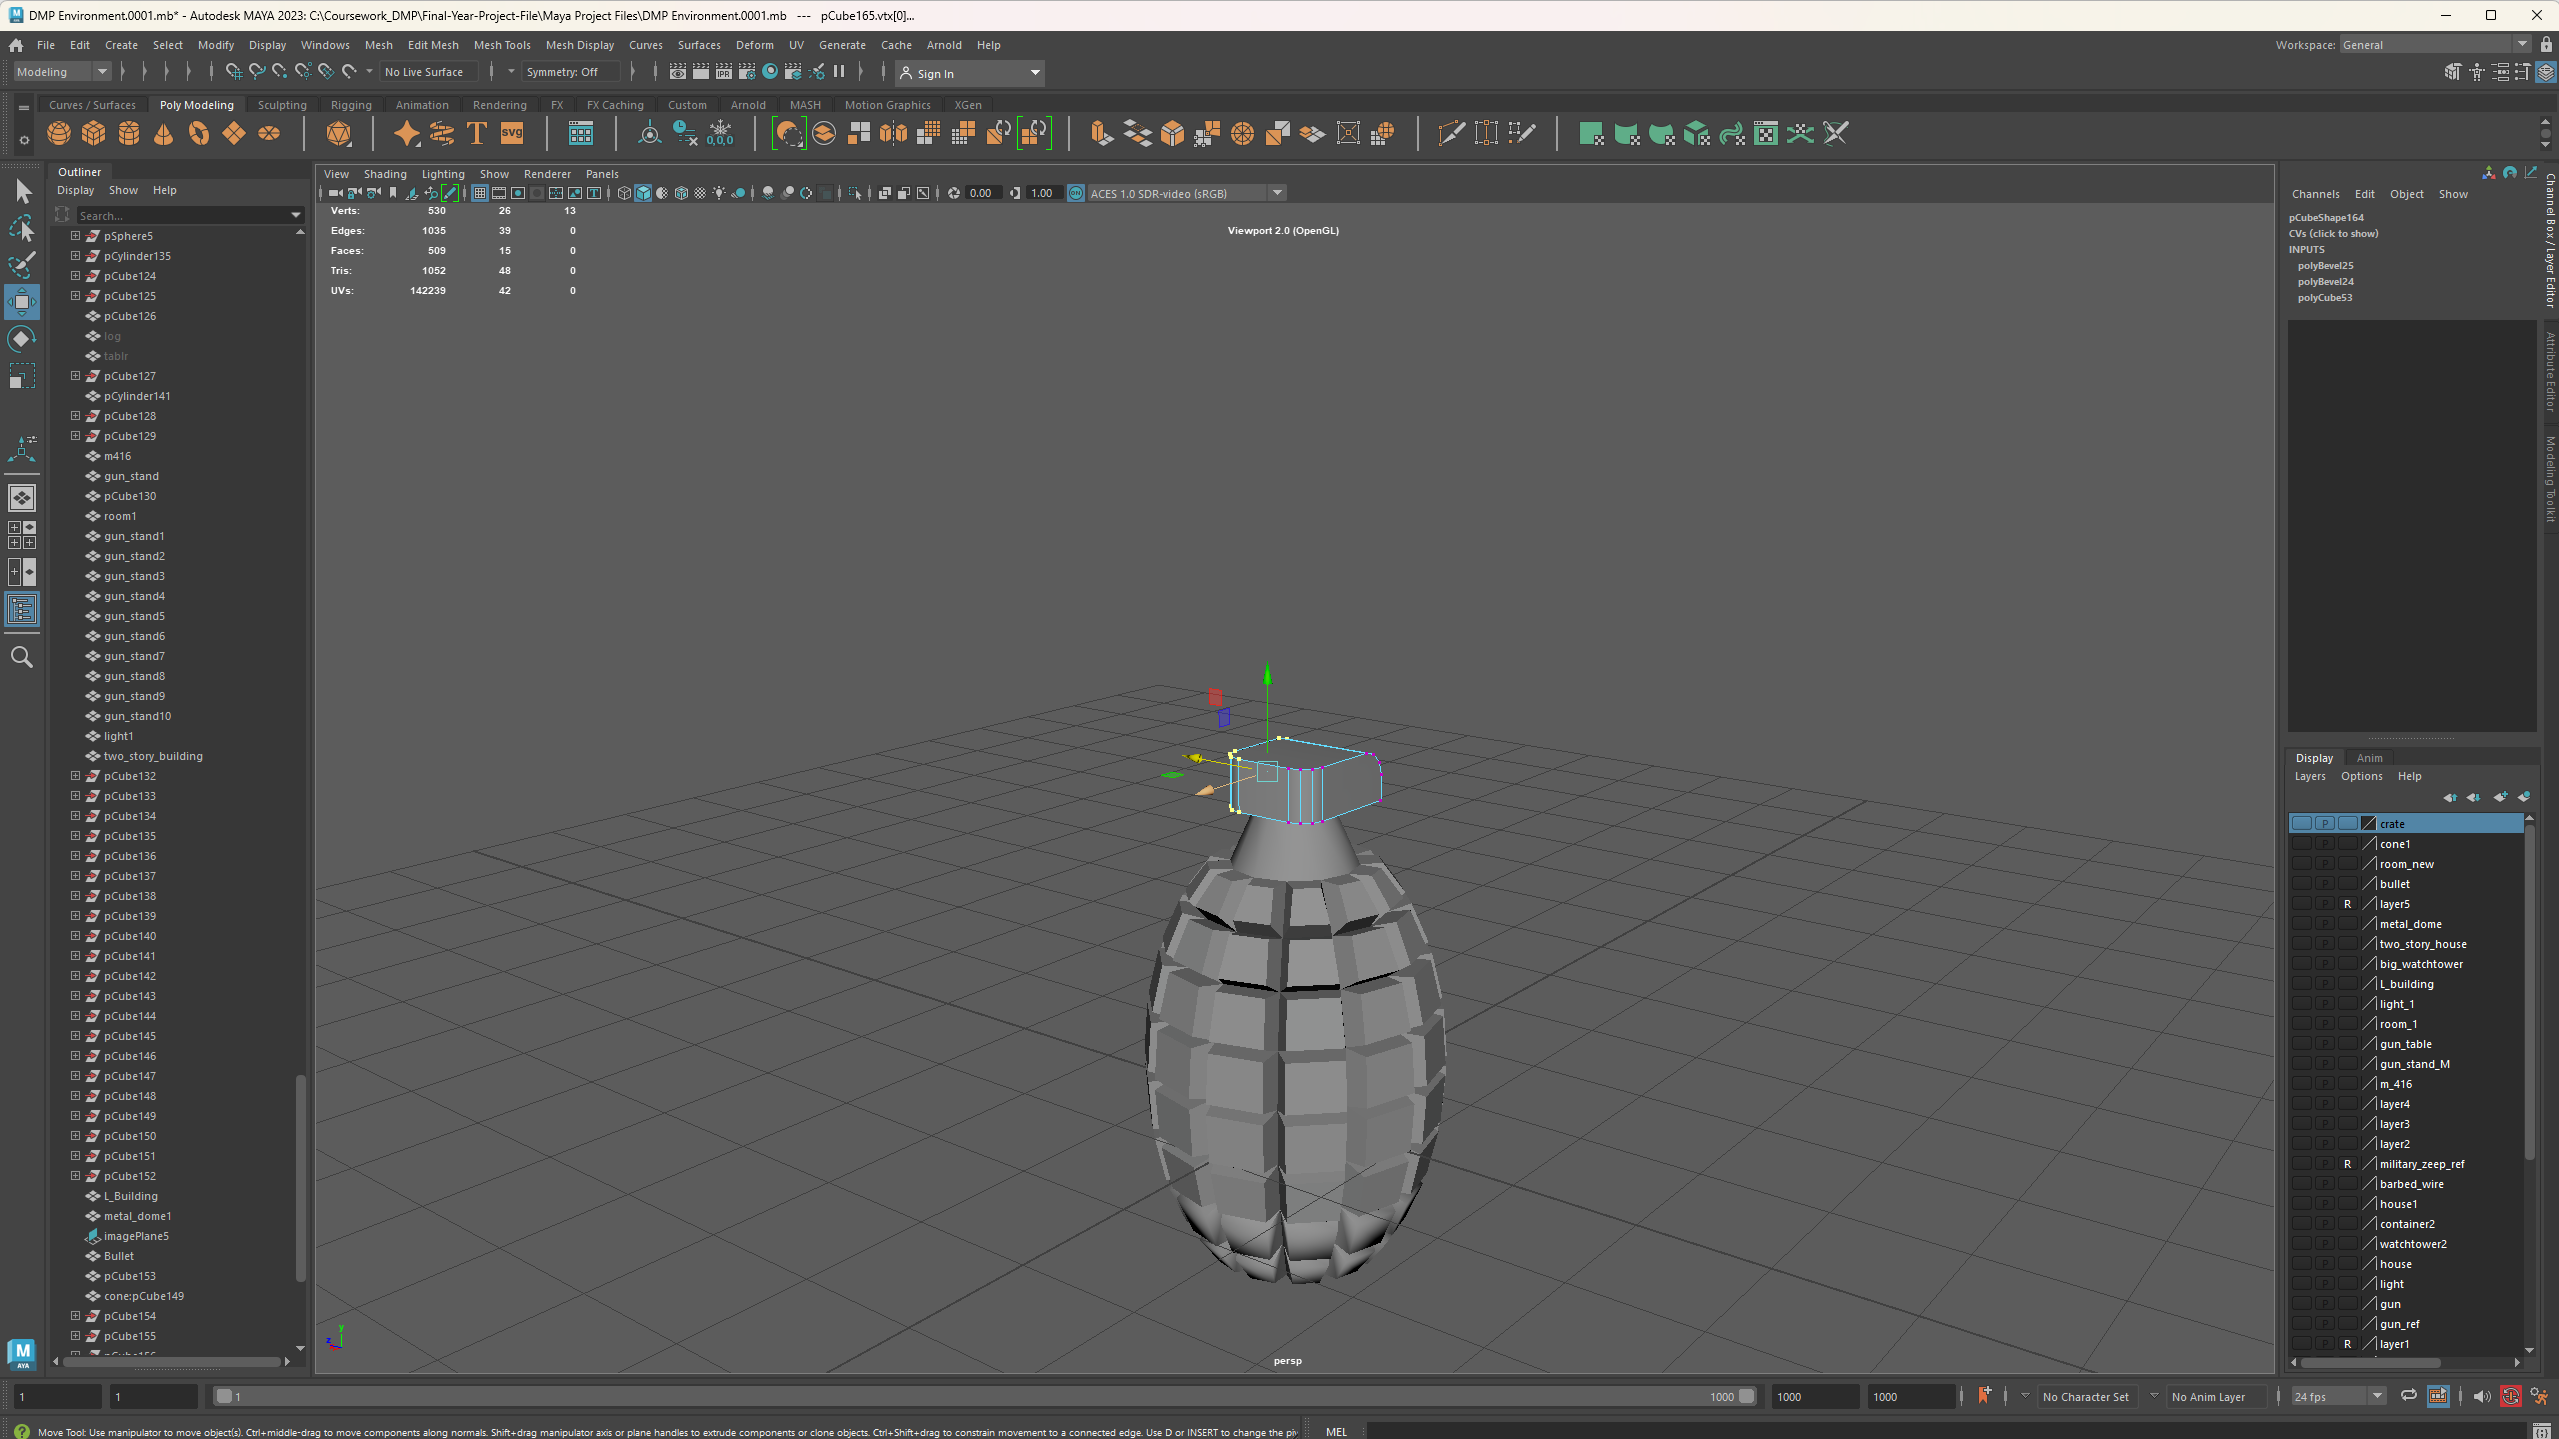 DMP Environment.0001.mb* - Autodesk MAYA 2023: C:\Coursework_DMP\Final-Year-Project-File\Maya Project Files\DMP Environment.0001.mb --- pCube165.vtx[0]...
File Edit Create Select Modify Display Windows Mesh Edit Mesh Mesh Tools Mesh Display Curves Surfaces Deform UV Generate Cache Arnold Help
Workspace: General
Modeling
No Live Surface
Symmetry: Off
IPR
Sign In
Curves / Surfaces Poly Modeling Sculpting Rigging Animation Rendering FX FX Caching Custom Arnold MASH Motion Graphics XGen
T
SVG
0,0,0
Outliner
Display Show Help
Search...
pSphere5
pCylinder135
pCube124
pCube125
pCube126
log
tablr
pCube127
pCylinder141
pCube128
pCube129
m416
gun_stand
pCube130
room1
gun_stand1
gun_stand2
gun_stand3
gun_stand4
gun_stand5
gun_stand6
gun_stand7
gun_stand8
gun_stand9
gun_stand10
light1
two_story_building
pCube132
pCube133
pCube134
pCube135
pCube136
pCube137
pCube138
pCube139
pCube140
pCube141
pCube142
pCube143
pCube144
pCube145
pCube146
pCube147
pCube148
pCube149
pCube150
pCube151
pCube152
L_Building
metal_dome1
imagePlane5
Bullet
pCube153
cone:pCube149
pCube154
pCube155
View Shading Lighting Show Renderer Panels
0.00
1.00
ACES 1.0 SDR-video (sRGB)
Verts: 530 26 13
Edges: 1035 39 0
Faces: 509 15 0
Tris: 1052 48 0
UVs: 142239 42 0
Viewport 2.0 (OpenGL)
y
z
persp
Channels Edit Object Show
pCubeShape164
CVs (click to show)
INPUTS
polyBevel25
polyBevel24
polyCube53
Channel Box / Layer Editor
Attribute Editor
Modeling Toolkit
Display Anim
Layers Options Help
P crate
P cone1
P room_new
P bullet
P R layer5
P metal_dome
P two_story_house
P big_watchtower
P L_building
P light_1
P room_1
P gun_table
P gun_stand_M
P m_416
P layer4
P layer3
P layer2
P R military_zeep_ref
P barbed_wire
P house1
P container2
P watchtower2
P house
P light
P gun
P gun_ref
P R layer1
M
AYA
1
1
1
1000
1000
1000
No Character Set
No Anim Layer
24 fps
Move Tool: Use manipulator to move object(s). Ctrl+middle-drag to move components along normals. Shift+drag manipulator axis or plane handles to extrude components or clone objects. Ctrl+Shift+drag to constrain movement to a connected edge. Use D or INSERT to change the
MEL